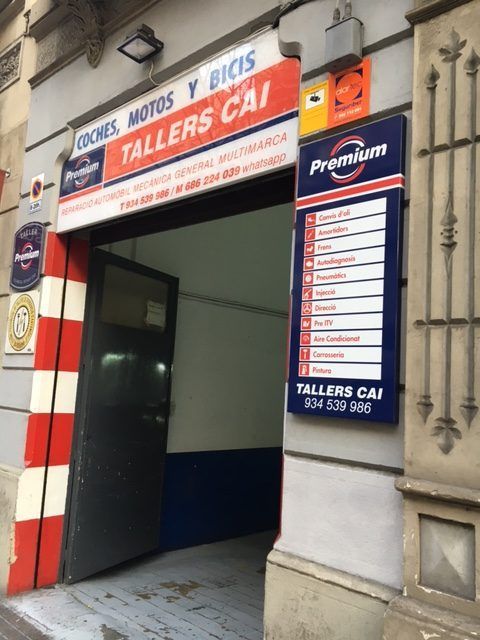 COCHES, MOTOS Y BICIS
Premium
TALLERS CAI
REPARACIÓ AUTOMOBIL MECÀNICA GENERAL MULTIMARCA
T 934 539 986 / M 686 224 039 whatsapp
TALLER
Premium
Premium
Canvis d'oli
Amortidors
Frens
Autodiagnosis
Pneumàtics
Injecció
Direcció
Pre ITV
Aire Condicionat
Carrosseria
Pintura
TALLERS CAI
934 539 986